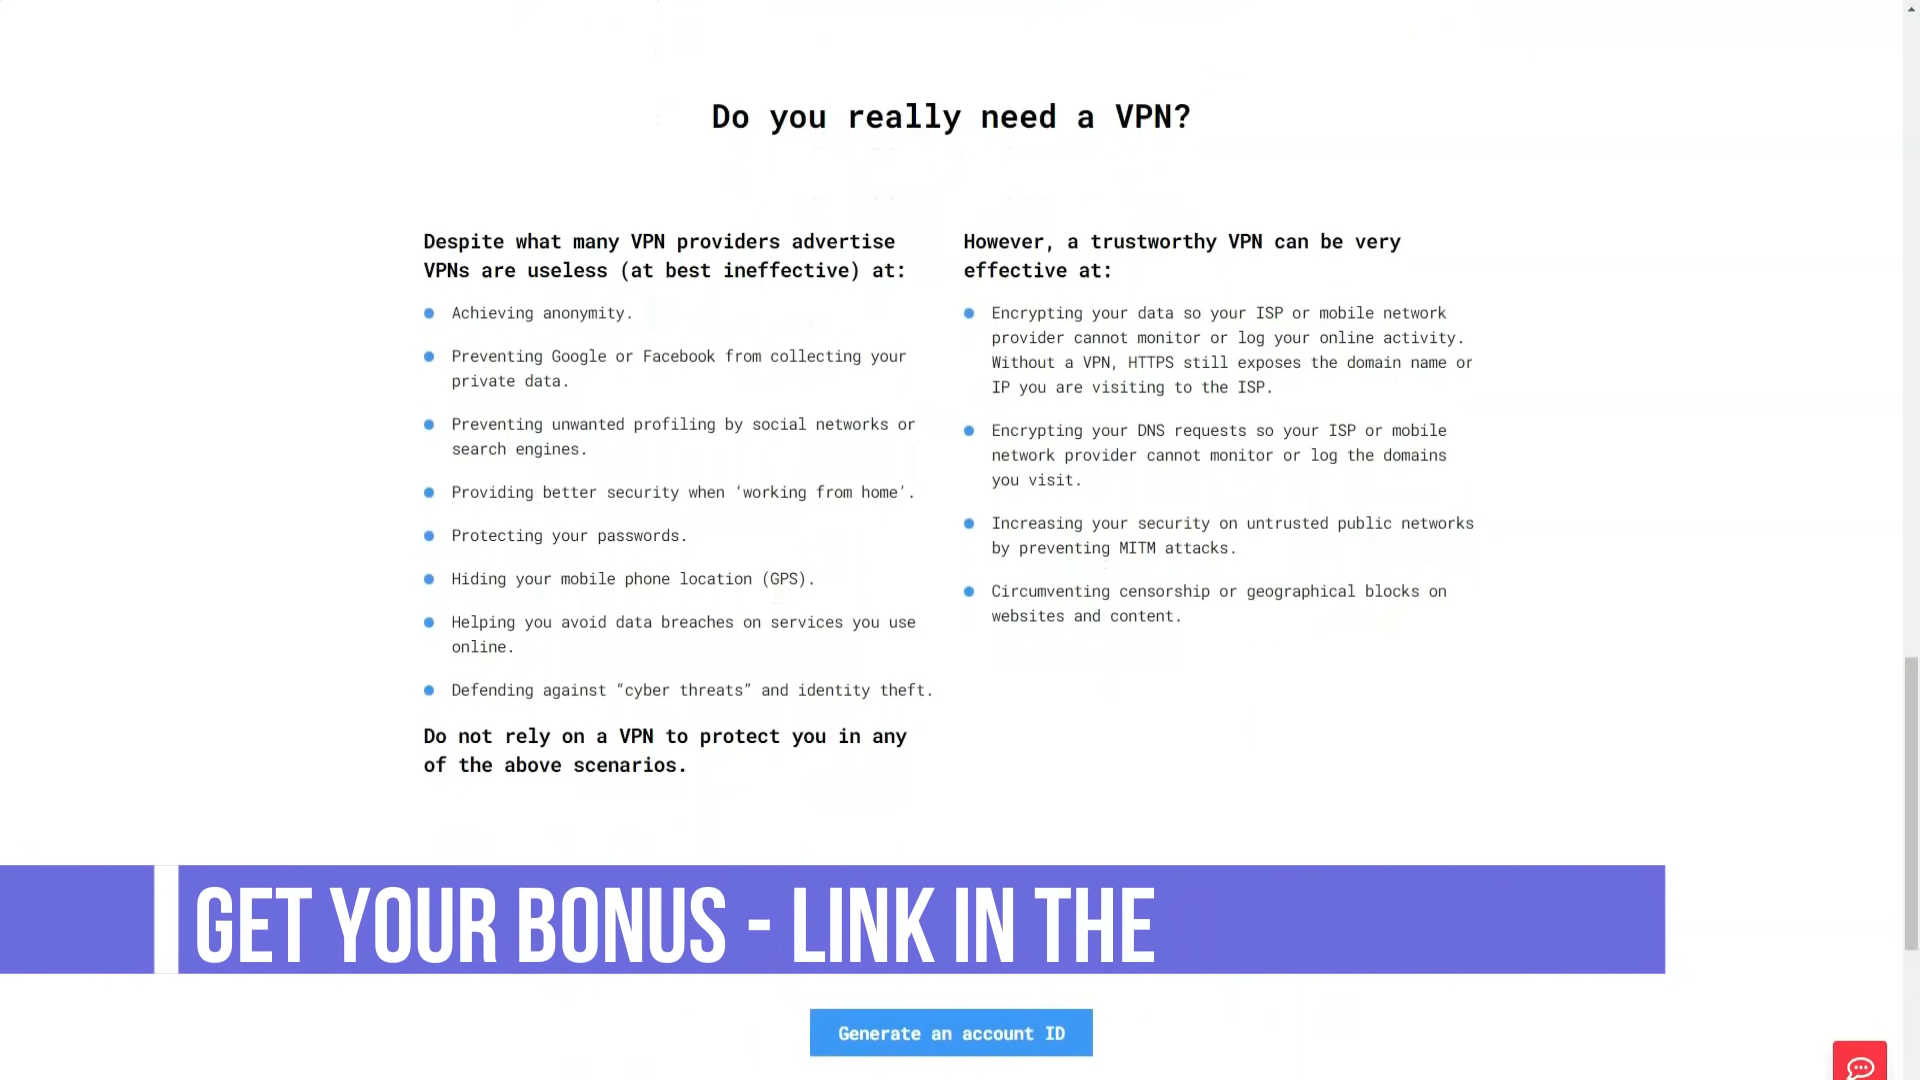 Do you really need a VPN?
Despite what many VPN providers advertise
VPNs are useless (at best ineffective) at:
Achieving anonymity.
Preventing Google or Facebook from collecting your
private data.
Preventing unwanted profiling by social networks or
search engines.
Providing better security when ‘working from home’.
Protecting your passwords.
Hiding your mobile phone location (GPS).
Helping you avoid data breaches on services you use
online.
Defending against “cyber threats” and identity theft.
Do not rely on a VPN to protect you in any
of the above scenarios.
However, a trustworthy VPN can be very
effective at:
Encrypting your data so your ISP or mobile network
provider cannot monitor or log your online activity.
Without a VPN, HTTPS still exposes the domain name or
IP you are visiting to the ISP.
Encrypting your DNS requests so your ISP or mobile
network provider cannot monitor or log the domains
you visit.
Increasing your security on untrusted public networks
by preventing MITM attacks.
Circumventing censorship or geographical blocks on
websites and content.
GET YOUR BONUS - LINK IN THE
Generate an account ID